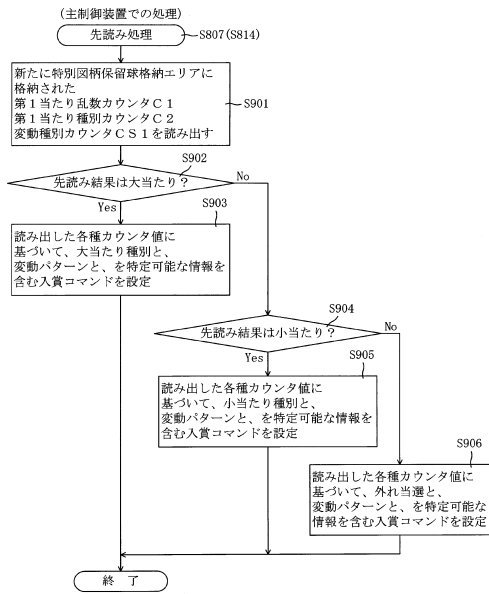 (主制御装置での処理)
先読み処理
S807(S814)
新たに特別図柄保留球格納エリアに
格納された
第1当たり乱数カウンタC1
第1当たり種別カウンタC2
変動種別カウンタCS1を読み出す
S901
S902
先読み結果は大当たり?
No
Yes
S903
読み出した各種カウンタ値に
基づいて、大当たり種別と、
変動パターンと、を特定可能な情報を
含む入賞コマンドを設定
S904
先読み結果は小当たり?
No
Yes
S905
読み出した各種カウンタ値に
基づいて、小当たり種別と、
変動パターンと、を特定可能な情報を
含む入賞コマンドを設定
S906
読み出した各種カウンタ値に
基づいて、外れ当選と、
変動パターンと、を特定可能な
情報を含む入賞コマンドを設定
終 了